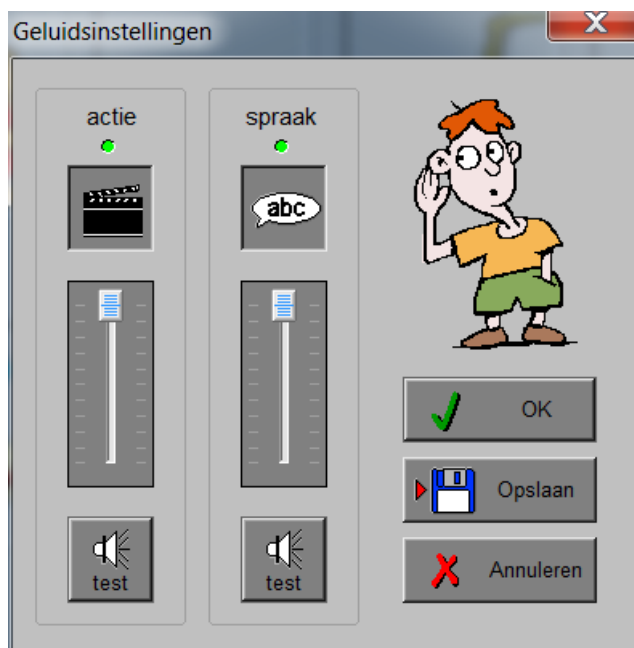 Geluidsinstellingen
actie
spraak
abc
test
test
OK
Opslaan
Annuleren